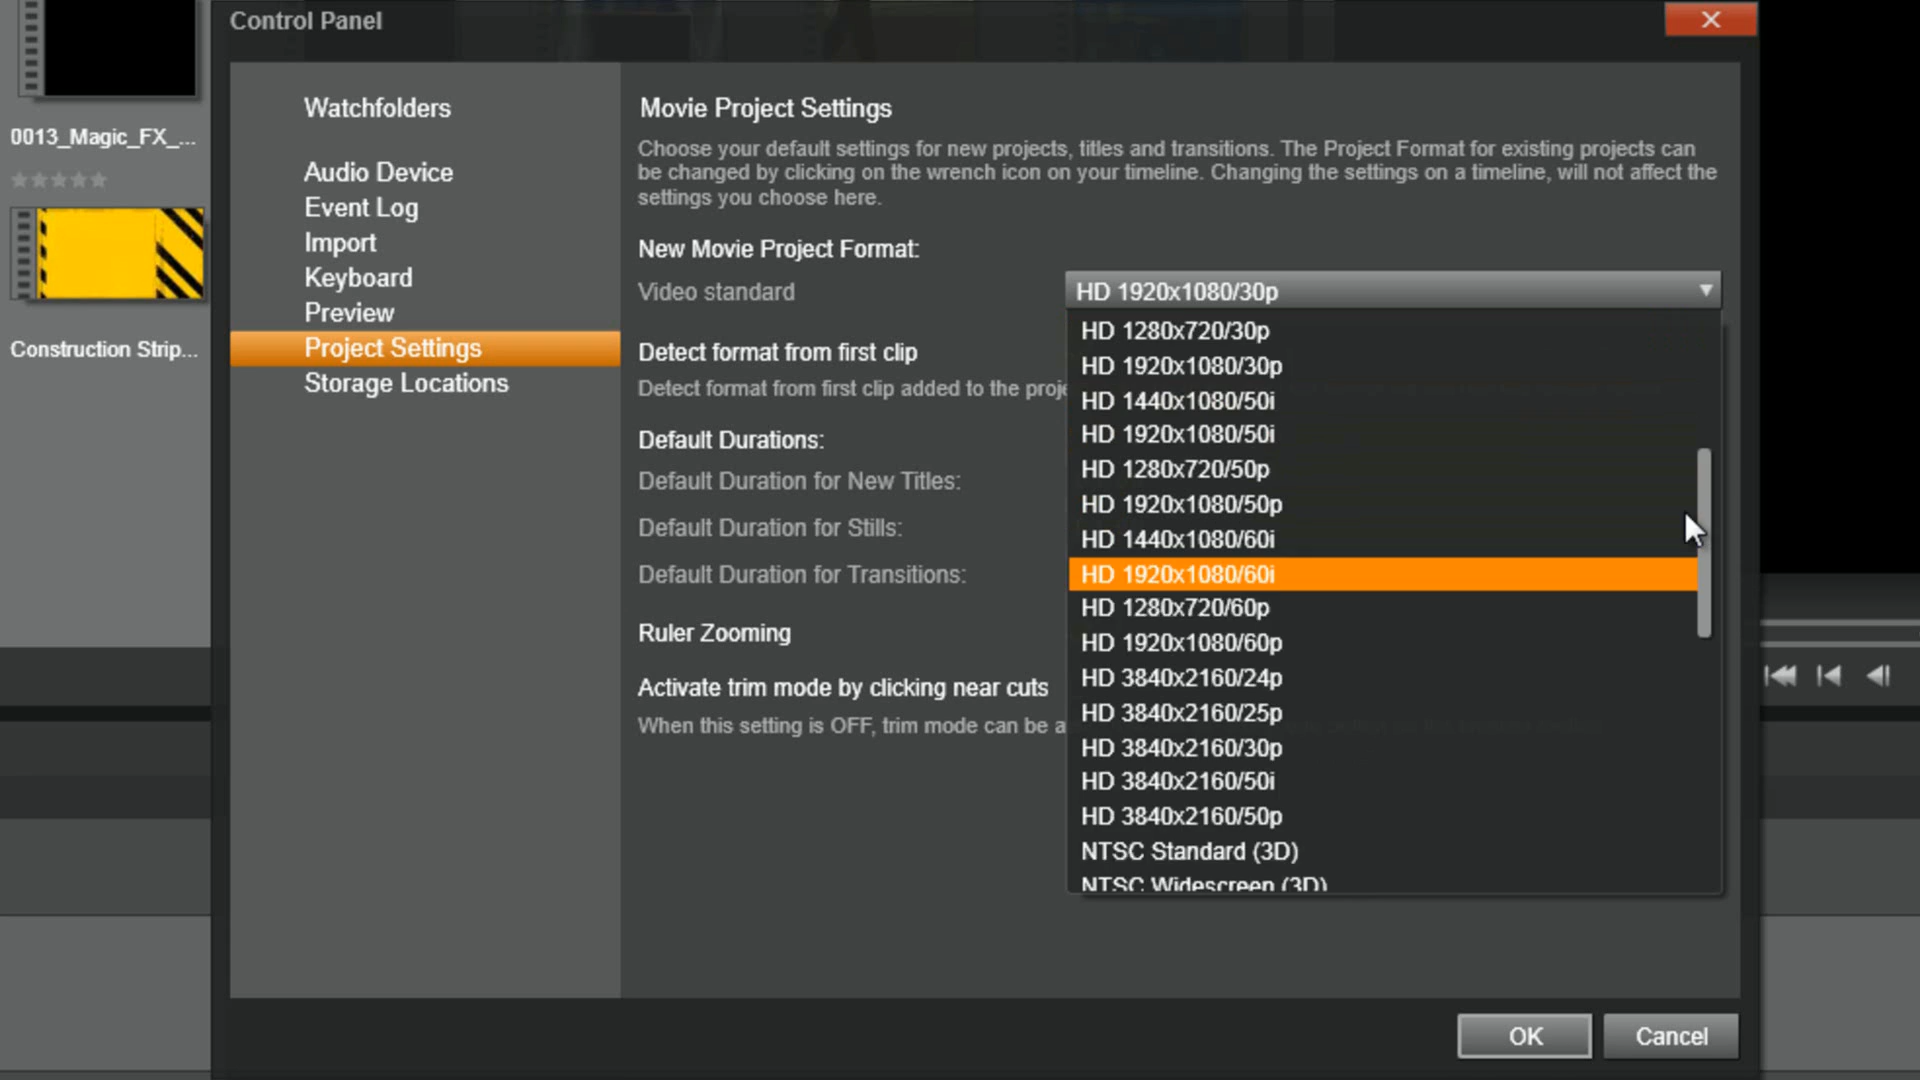 Control Panel
0013_Magic_FX_...
Construction Strip...
Watchfolders
Audio Device
Event Log
Import
Keyboard
Preview
Project Settings
Storage Locations
Movie Project Settings
Choose your default settings for new projects, titles and transitions. The Project Format for existing projects can
be changed by clicking on the wrench icon on your timeline. Changing the settings on a timeline, will not affect the
settings you choose here.
New Movie Project Format:
Video standard
HD 1920x1080/30p
Detect format from first clip
Detect format from first clip added to the proje
Default Durations:
Default Duration for New Titles:
Default Duration for Stills:
Default Duration for Transitions:
Ruler Zooming
Activate trim mode by clicking near cuts
When this setting is OFF, trim mode can be a
HD 1280x720/30p
HD 1920x1080/30p
HD 1440x1080/50i
HD 1920x1080/50i
HD 1280x720/50p
HD 1920x1080/50p
HD 1440x1080/60i
HD 1920x1080/60i
HD 1280x720/60p
HD 1920x1080/60p
HD 3840x2160/24p
HD 3840x2160/25p
HD 3840x2160/30p
HD 3840x2160/50i
HD 3840x2160/50p
NTSC Standard (3D)
NTSC Widescreen (3D)
OK
Cancel